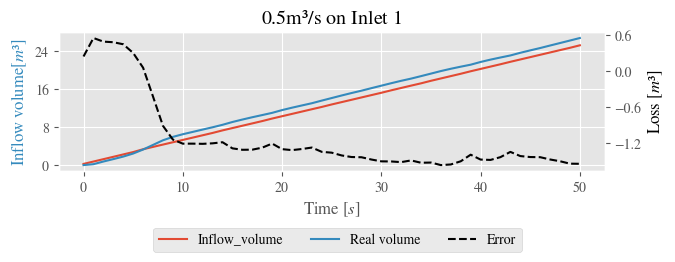 0.5m³/s on Inlet 1
Inflow volume[m³]
24
16
8
0
0.6
0.0
−0.6
−1.2
Loss [m³]
0 10 20 30 40 50
Time [s]
Inflow_volume Real volume Error